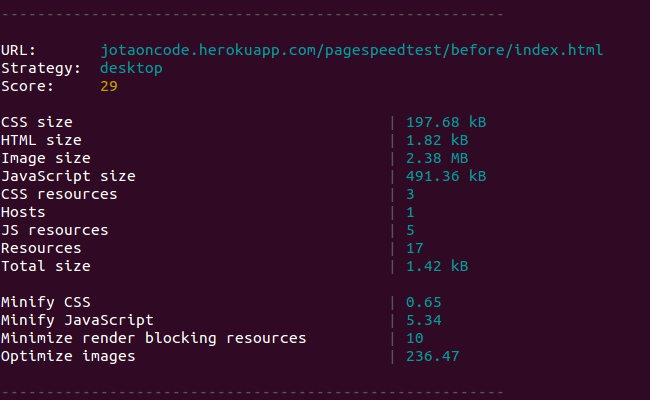 --------------------------------------------------------
URL: jotaoncode.herokuapp.com/pagespeedtest/before/index.html
Strategy: desktop
Score: 29
CSS size | 197.68 kB
HTML size | 1.82 kB
Image size | 2.38 MB
JavaScript size | 491.36 kB
CSS resources | 3
Hosts | 1
JS resources | 5
Resources | 17
Total size | 1.42 kB
Minify CSS | 0.65
Minify JavaScript | 5.34
Minimize render blocking resources | 10
Optimize images | 236.47
--------------------------------------------------------